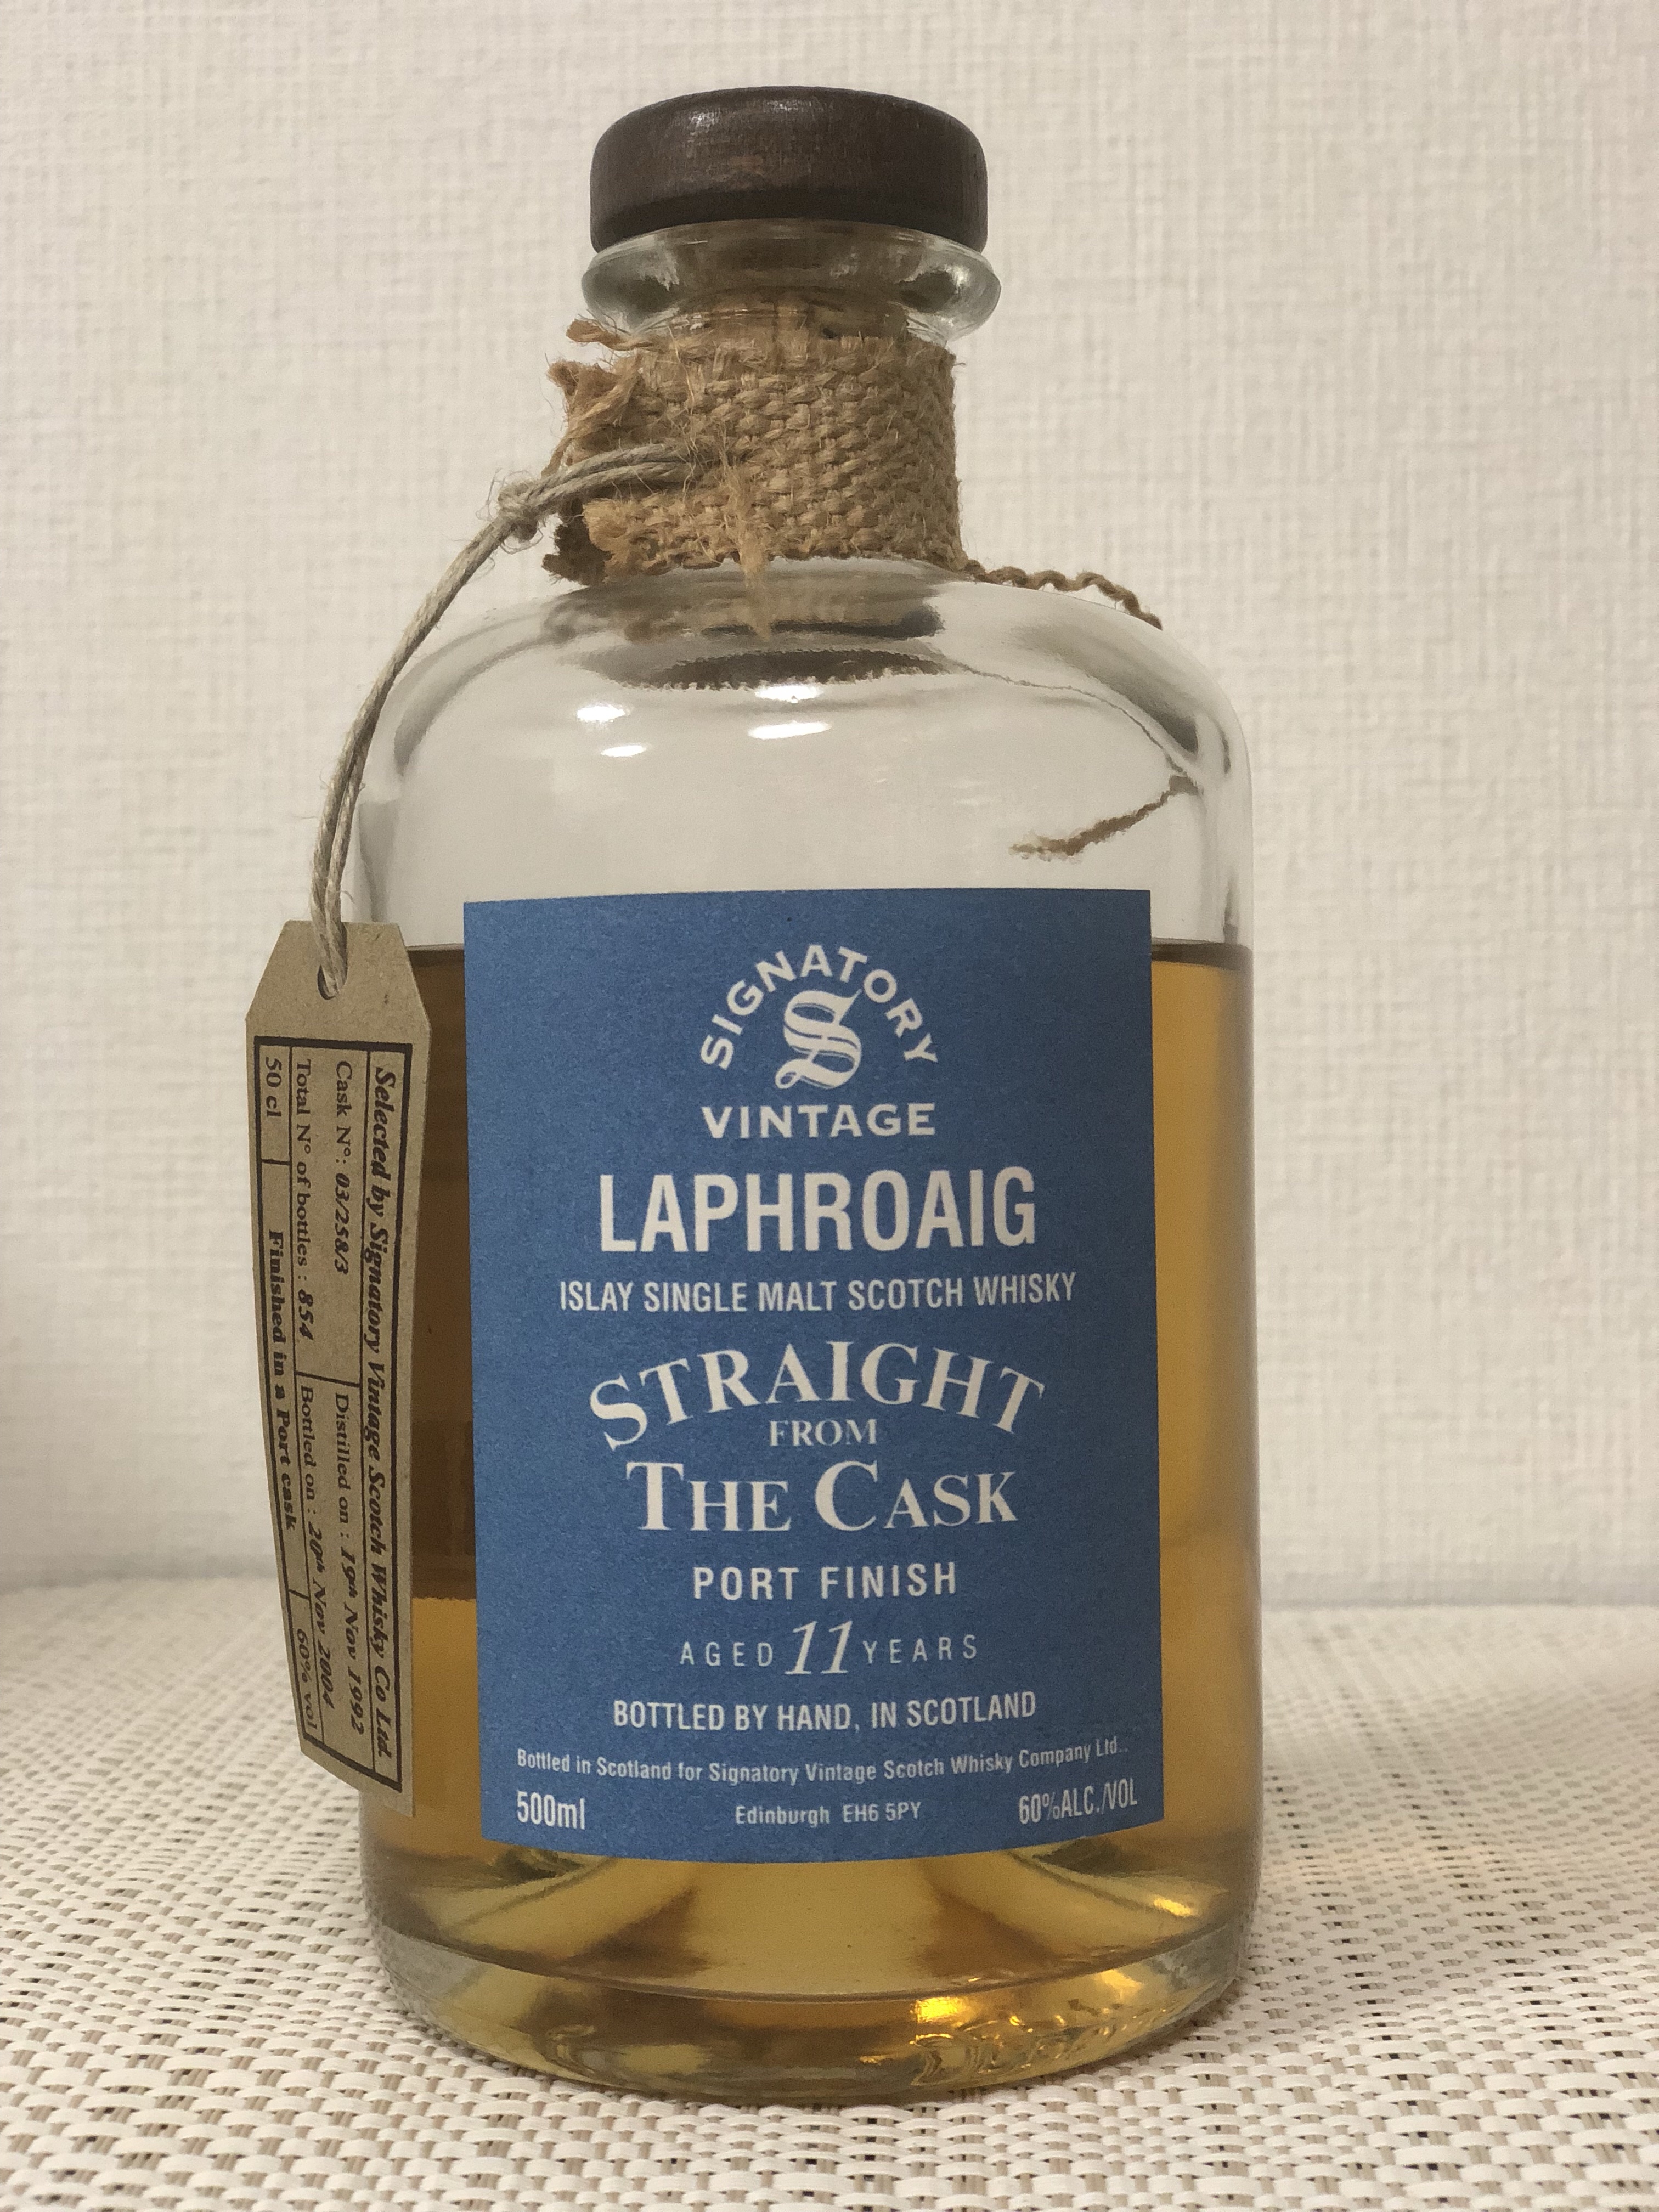 SIGNATORY
S
VINTAGE
LAPHROAIG
ISLAY SINGLE MALT SCOTCH WHISKY
STRAIGHT
FROM
THE CASK
PORT FINISH
AGED 11 YEARS
BOTTLED BY HAND, IN SCOTLAND
Bottled in Scotland for Signatory Vintage Scotch Whisky Company Ltd..
500ml Edinburgh EH6 5PY 60%ALC./VOL
Selected by Signatory Vintage Scotch Whisky Co Ltd.
Cask N°: 03/258/3 Distilled on : 19th Nov 1992
Total N° of bottles : 854 Bottled on : 20th Nov 2004
50 cl Finished in a Port cask 60% vol